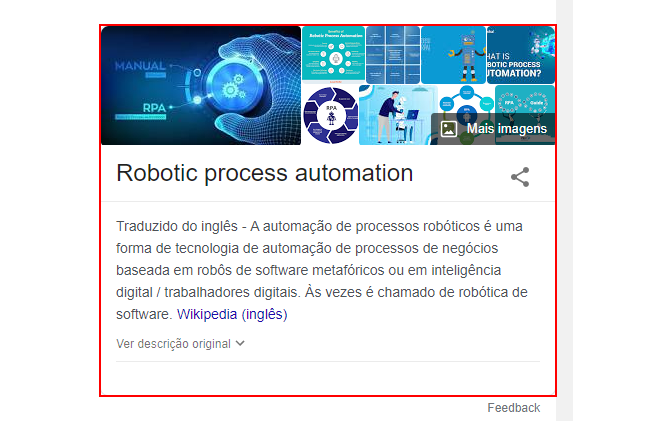 MANUAL
RPA
Benefits of
Robotic Process Automation
WHAT IS
ROBOTIC PROCESS
AUTOMATION?
RPA
RPA
Guide
Mais imagens
Robotic process automation
Traduzido do inglês - A automação de processos robóticos é uma
forma de tecnologia de automação de processos de negócios
baseada em robôs de software metafóricos ou em inteligência
digital / trabalhadores digitais. Às vezes é chamado de robótica de
software. Wikipedia (inglês)
Ver descrição original
Feedback